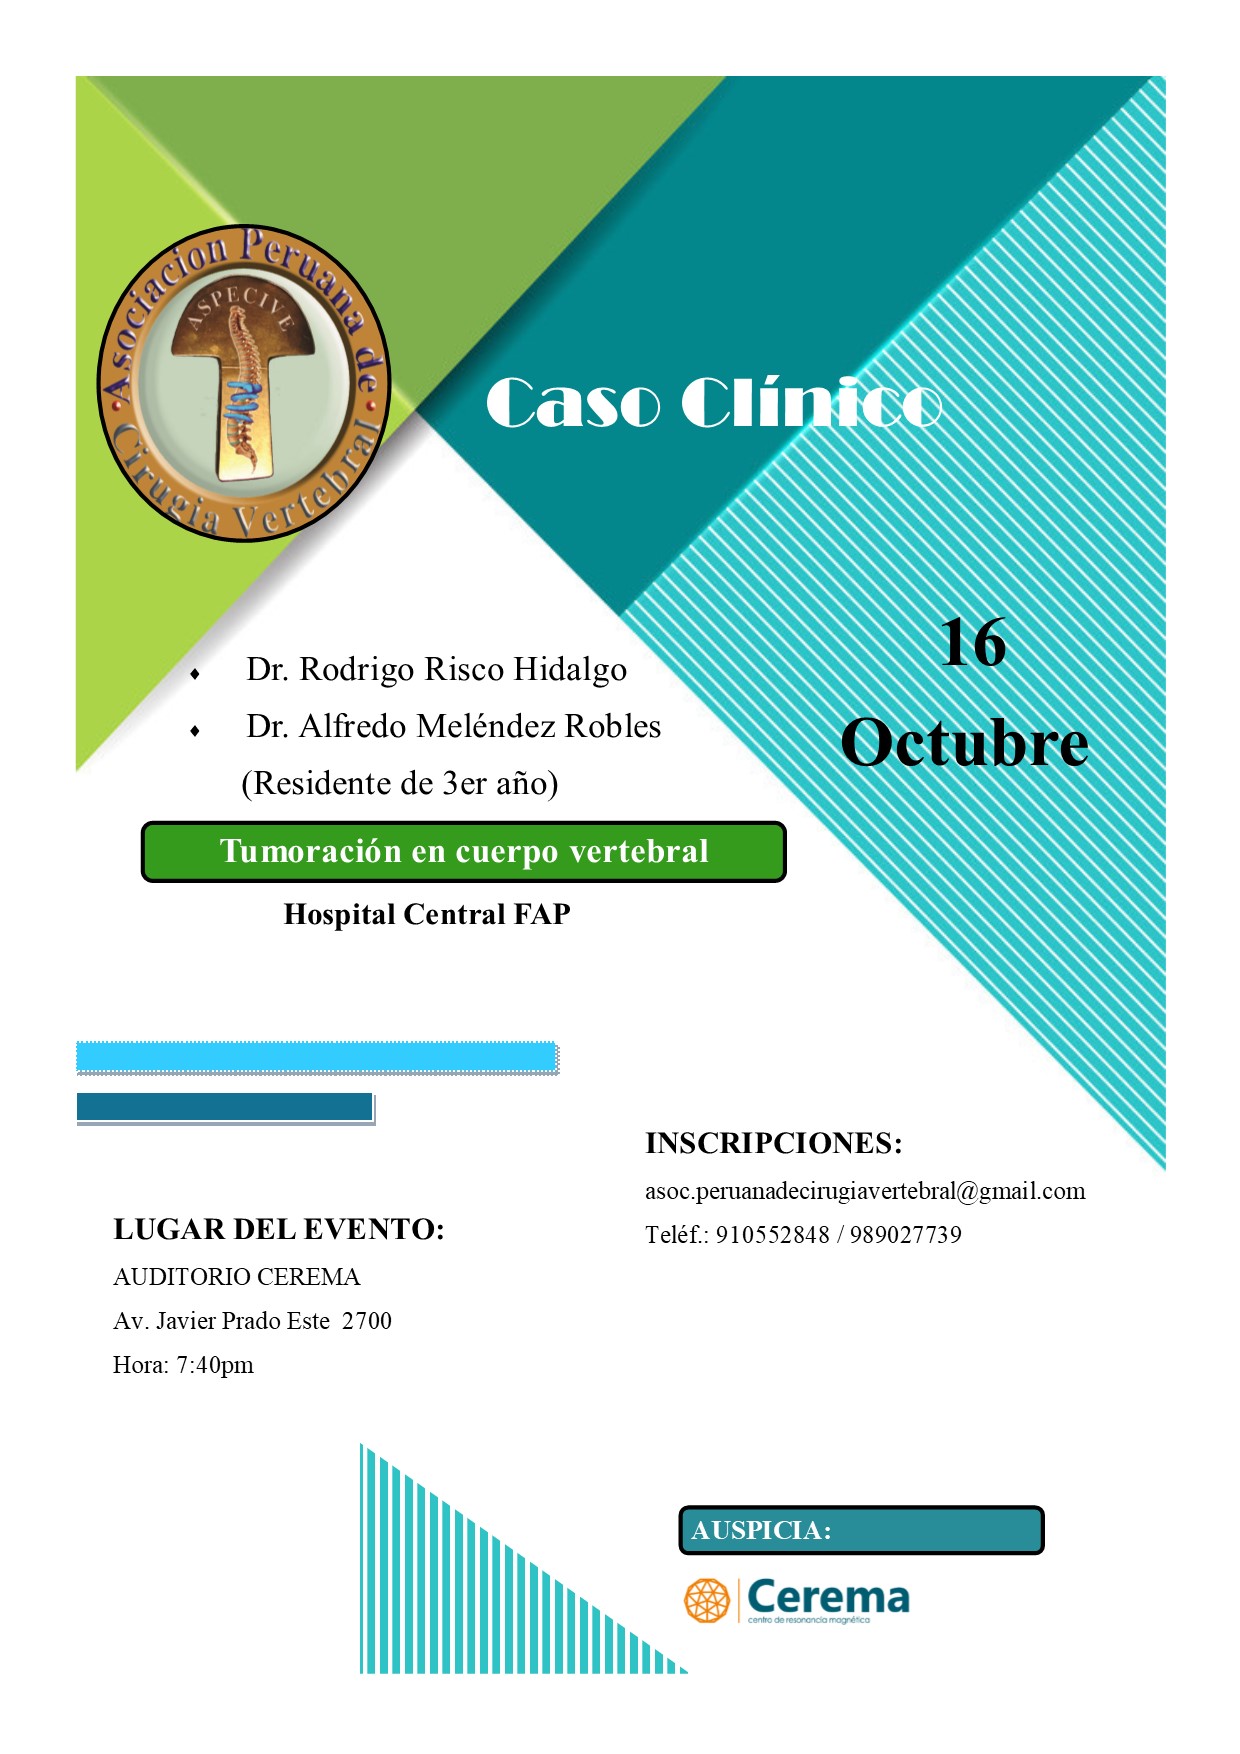 Asociacion Peruana de
Cirugia Vertebral
ASPECIVE
Caso Clínico
16
Octubre
Dr. Rodrigo Risco Hidalgo
Dr. Alfredo Meléndez Robles
(Residente de 3er año)
Tumoración en cuerpo vertebral
Hospital Central FAP
INSCRIPCIONES:
asoc.peruanadecirugiavertebral@gmail.com
Teléf.: 910552848 / 989027739
LUGAR DEL EVENTO:
AUDITORIO CEREMA
Av. Javier Prado Este 2700
Hora: 7:40pm
AUSPICIA:
Cerema
centro de resonancia magnética